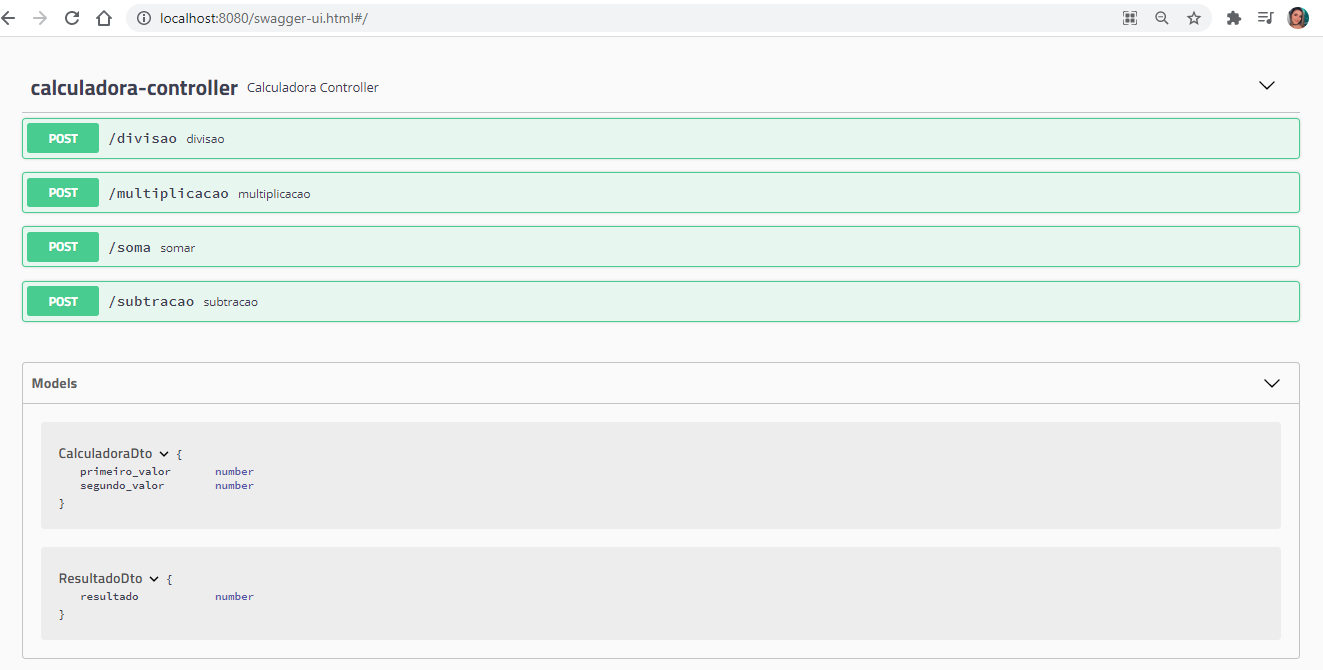 localhost:8080/swagger-ui.html#/
calculadora-controller Calculadora Controller
POST /divisao divisao
POST /multiplicacao multiplicacao
POST /soma somar
POST /subtracao subtracao
Models
CalculadoraDto {
primeiro_valor number
segundo_valor number
}
ResultadoDto {
resultado number
}